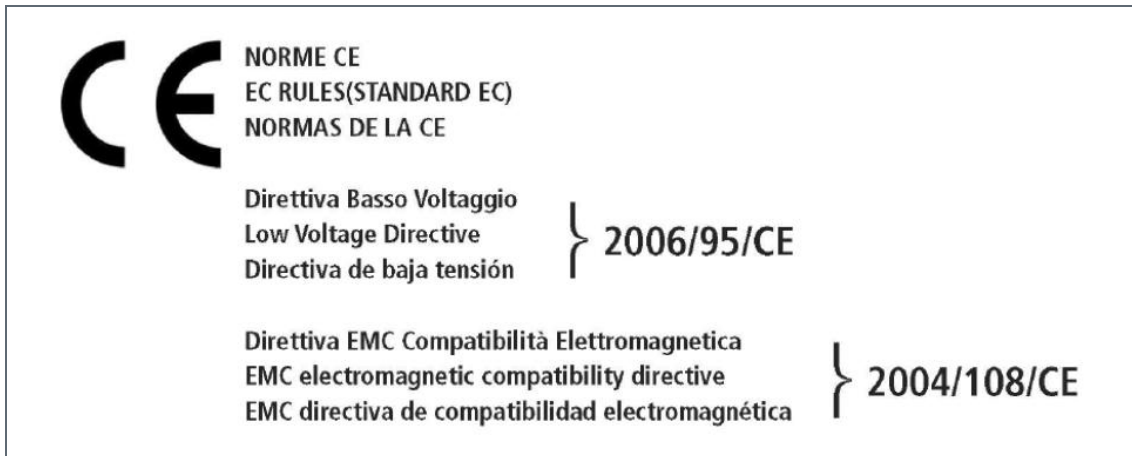 CE
NORME CE
EC RULES(STANDARD EC)
NORMAS DE LA CE
Direttiva Basso Voltaggio
Low Voltage Directive
Directiva de baja tensión
2006/95/CE
Direttiva EMC Compatibilità Elettromagnetica
EMC electromagnetic compatibility directive
EMC directiva de compatibilidad electromagnética
2004/108/CE